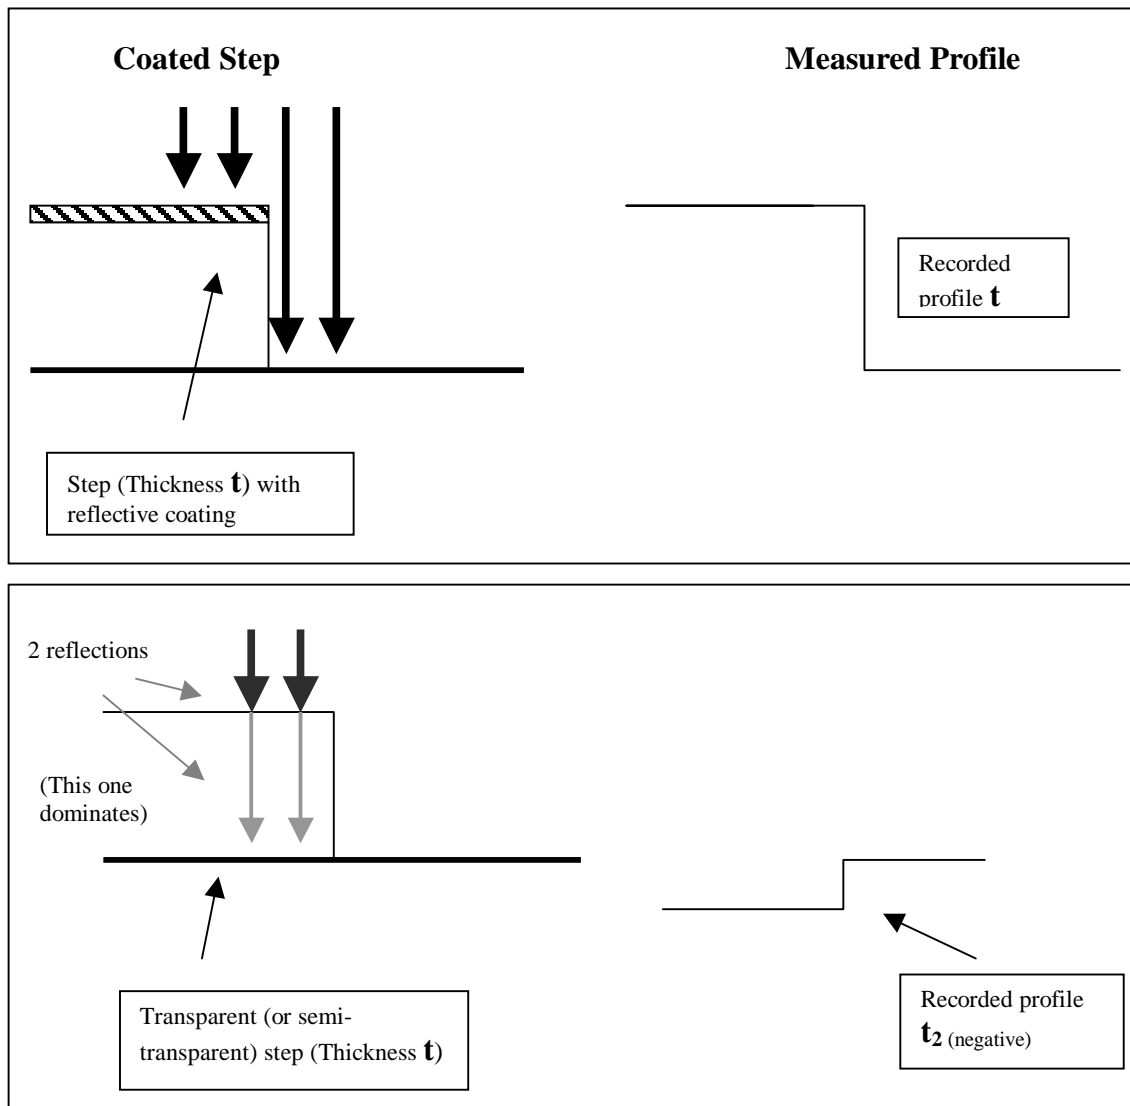 Coated Step
Measured Profile
Recorded
profile t
Step (Thickness t) with
reflective coating
2 reflections
(This one
dominates)
Transparent (or semi-
transparent) step (Thickness t)
Recorded profile
t2 (negative)